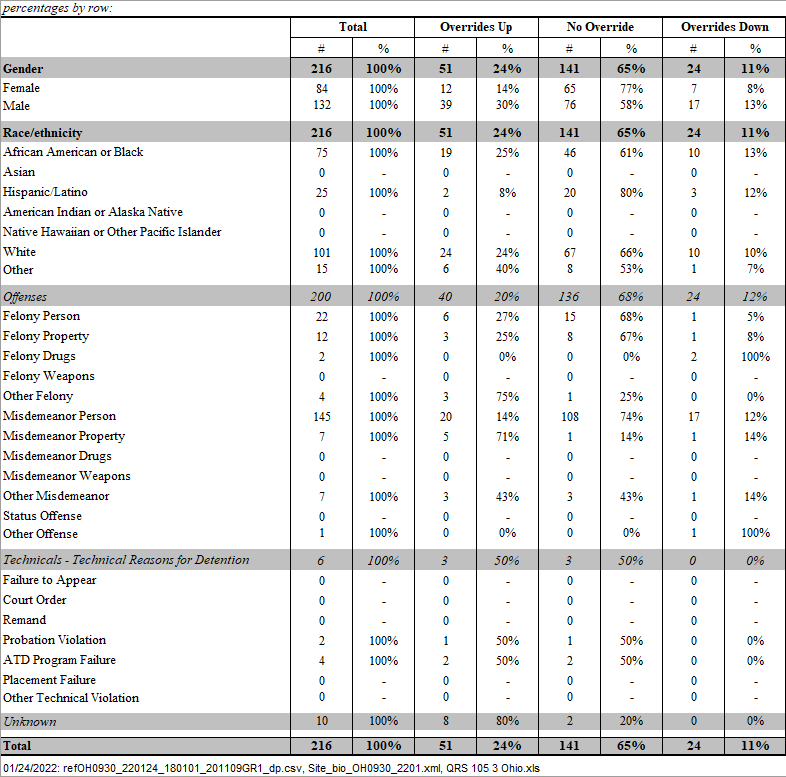 percentages by row:
Total Overrides Up No Override Overrides Down
# % # % # % # %
Gender 216 100% 51 24% 141 65% 24 11%
Female 84 100% 12 14% 65 77% 7 8%
Male 132 100% 39 30% 76 58% 17 13%
Race/ethnicity 216 100% 51 24% 141 65% 24 11%
African American or Black 75 100% 19 25% 46 61% 10 13%
Asian 0 - 0 - 0 - 0 -
Hispanic/Latino 25 100% 2 8% 20 80% 3 12%
American Indian or Alaska Native 0 - 0 - 0 - 0 -
Native Hawaiian or Other Pacific Islander 0 - 0 - 0 - 0 -
White 101 100% 24 24% 67 66% 10 10%
Other 15 100% 6 40% 8 53% 1 7%
Offenses 200 100% 40 20% 136 68% 24 12%
Felony Person 22 100% 6 27% 15 68% 1 5%
Felony Property 12 100% 3 25% 8 67% 1 8%
Felony Drugs 2 100% 0 0% 0 0% 2 100%
Felony Weapons 0 - 0 - 0 - 0 -
Other Felony 4 100% 3 75% 1 25% 0 0%
Misdemeanor Person 145 100% 20 14% 108 74% 17 12%
Misdemeanor Property 7 100% 5 71% 1 14% 1 14%
Misdemeanor Drugs 0 - 0 - 0 - 0 -
Misdemeanor Weapons 0 - 0 - 0 - 0 -
Other Misdemeanor 7 100% 3 43% 3 43% 1 14%
Status Offense 0 - 0 - 0 - 0 -
Other Offense 1 100% 0 0% 0 0% 1 100%
Technicals - Technical Reasons for Detention 6 100% 3 50% 3 50% 0 0%
Failure to Appear 0 - 0 - 0 - 0 -
Court Order 0 - 0 - 0 - 0 -
Remand 0 - 0 - 0 - 0 -
Probation Violation 2 100% 1 50% 1 50% 0 0%
ATD Program Failure 4 100% 2 50% 2 50% 0 0%
Placement Failure 0 - 0 - 0 - 0 -
Other Technical Violation 0 - 0 - 0 - 0 -
Unknown 10 100% 8 80% 2 20% 0 0%
Total 216 100% 51 24% 141 65% 24 11%
01/24/2022: refOH0930_220124_180101_201109GR1_dp.csv, Site_bio_OH0930_2201.xml, QRS 105 3 Ohio.xls